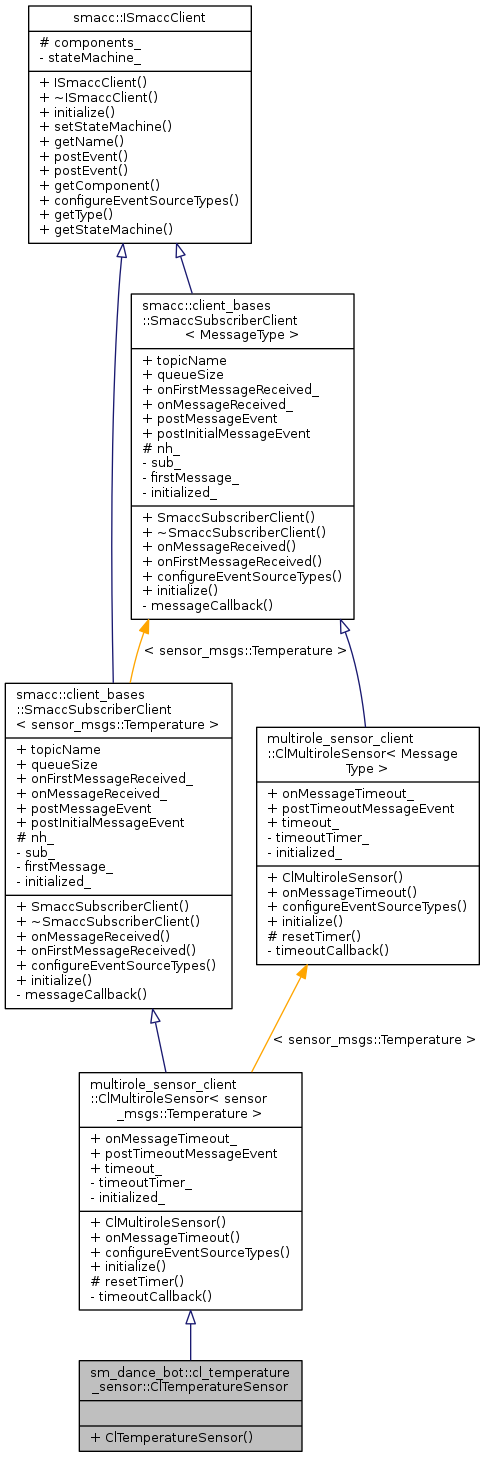 smacc::ISmaccClient
# components_
- stateMachine_
+ ISmaccClient()
+ ~ISmaccClient()
+ initialize()
+ setStateMachine()
+ getName()
+ postEvent()
+ postEvent()
+ getComponent()
+ configureEventSourceTypes()
+ getType()
+ getStateMachine()
smacc::client_bases
::SmaccSubscriberClient
< MessageType >
+ topicName
+ queueSize
+ onFirstMessageReceived_
+ onMessageReceived_
+ postMessageEvent
+ postInitialMessageEvent
# nh_
- sub_
- firstMessage_
- initialized_
+ SmaccSubscriberClient()
+ ~SmaccSubscriberClient()
+ onMessageReceived()
+ onFirstMessageReceived()
+ configureEventSourceTypes()
+ initialize()
- messageCallback()
< sensor_msgs::Temperature >
smacc::client_bases
::SmaccSubscriberClient
< sensor_msgs::Temperature >
+ topicName
+ queueSize
+ onFirstMessageReceived_
+ onMessageReceived_
+ postMessageEvent
+ postInitialMessageEvent
# nh_
- sub_
- firstMessage_
- initialized_
+ SmaccSubscriberClient()
+ ~SmaccSubscriberClient()
+ onMessageReceived()
+ onFirstMessageReceived()
+ configureEventSourceTypes()
+ initialize()
- messageCallback()
multirole_sensor_client
::ClMultiroleSensor< Message
Type >
+ onMessageTimeout_
+ postTimeoutMessageEvent
+ timeout_
- timeoutTimer_
- initialized_
+ ClMultiroleSensor()
+ onMessageTimeout()
+ configureEventSourceTypes()
+ initialize()
# resetTimer()
- timeoutCallback()
< sensor_msgs::Temperature >
multirole_sensor_client
::ClMultiroleSensor< sensor
_msgs::Temperature >
+ onMessageTimeout_
+ postTimeoutMessageEvent
+ timeout_
- timeoutTimer_
- initialized_
+ ClMultiroleSensor()
+ onMessageTimeout()
+ configureEventSourceTypes()
+ initialize()
# resetTimer()
- timeoutCallback()
sm_dance_bot::cl_temperature
_sensor::ClTemperatureSensor
+ ClTemperatureSensor()